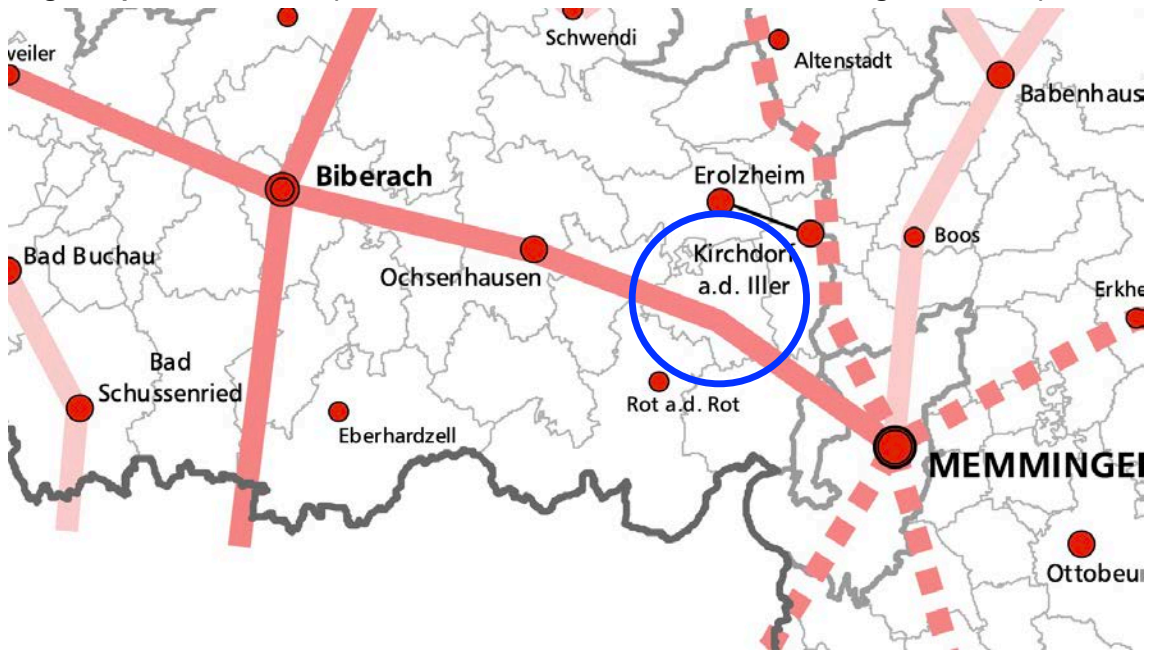 Schwendi
weiler
Altenstadt
Babenhaus
Biberach
Erolzheim
Boos
Bad Buchau
Ochsenhausen
Kirchdorf
a.d. Iller
Erkhe
Bad
Schussenried
Rot a.d. Rot
Eberhardzell
MEMMINGE
Ottobeu